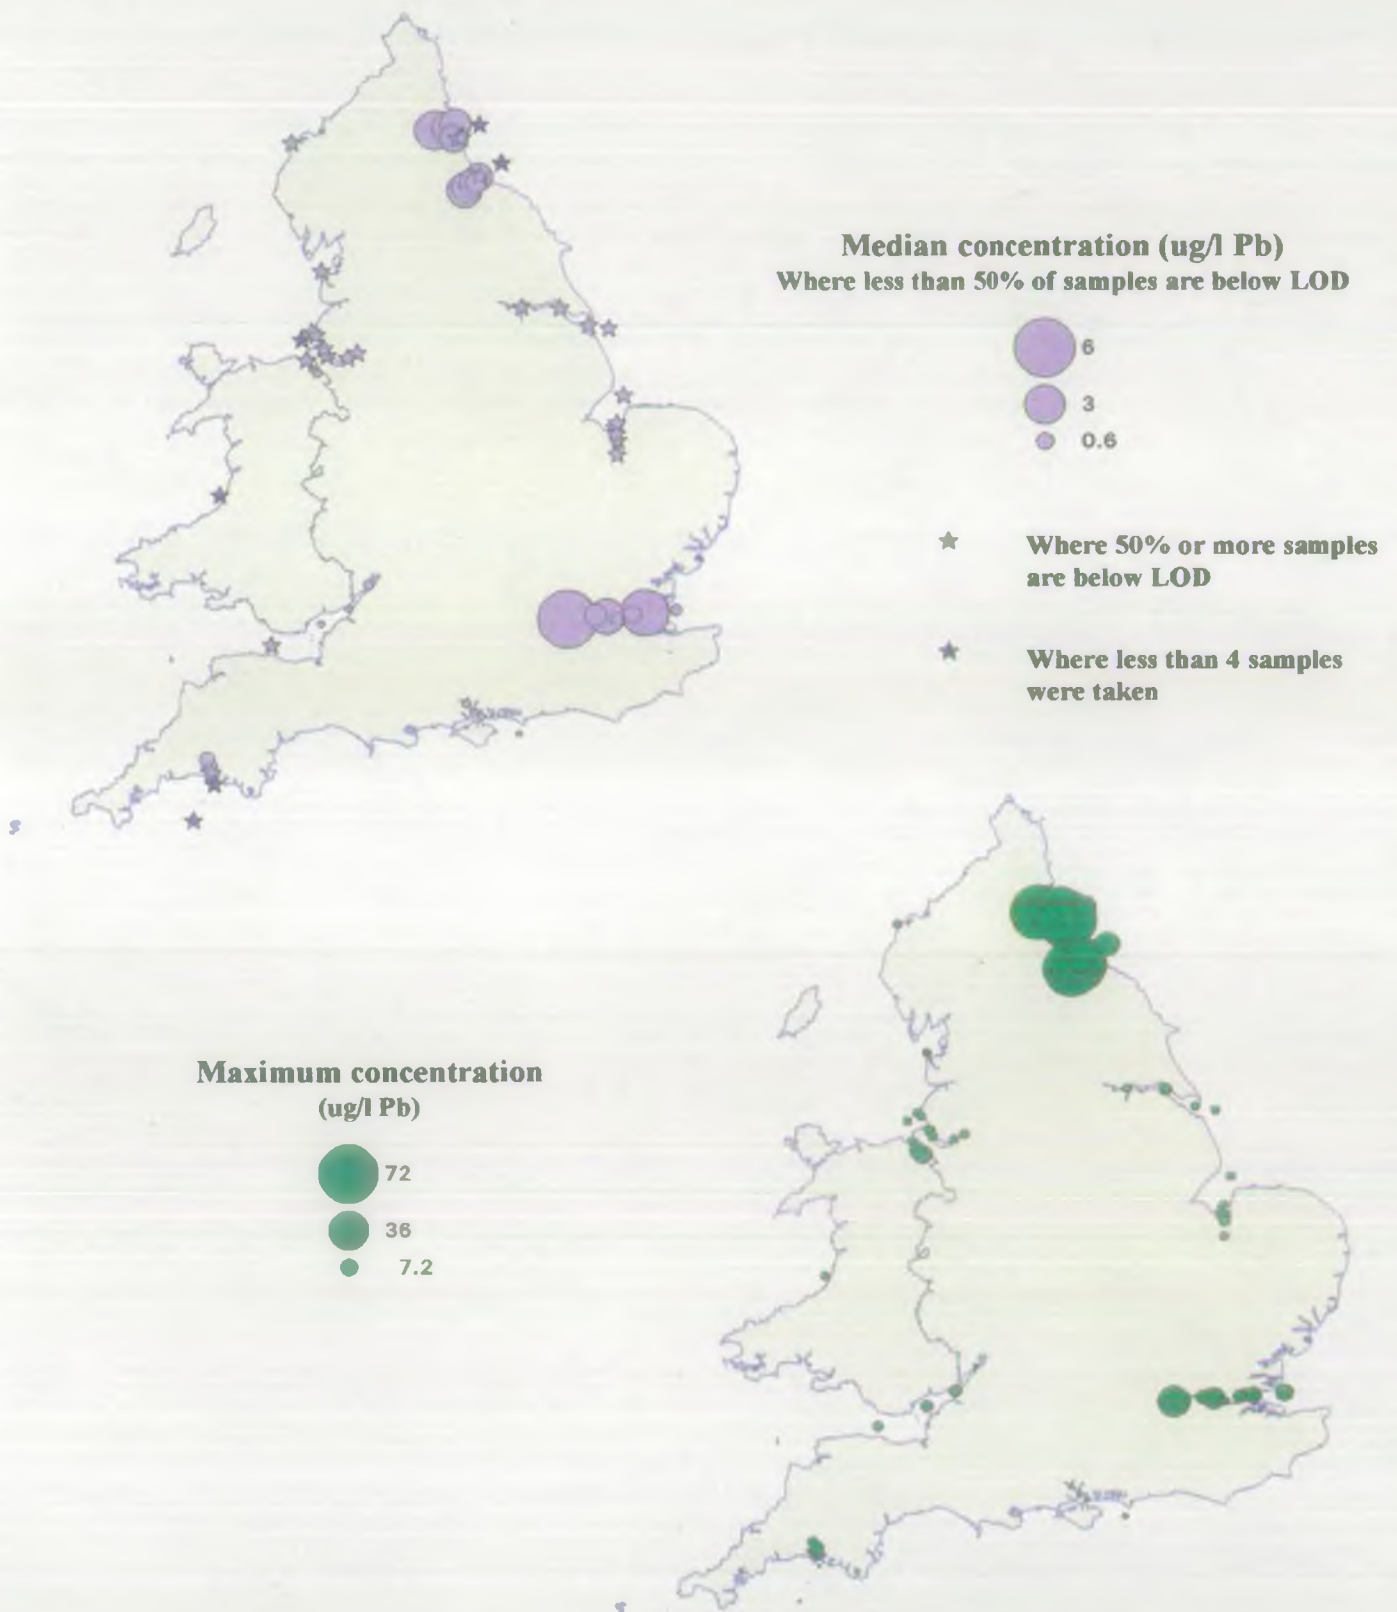 Median concentration (ug/l Pb)
Where less than 50% of samples are below LOD
6
3
0.6
Where 50% or more samples
are below LOD
Where less than 4 samples
were taken
Maximum concentration
(ug/l Pb)
72
36
7.2